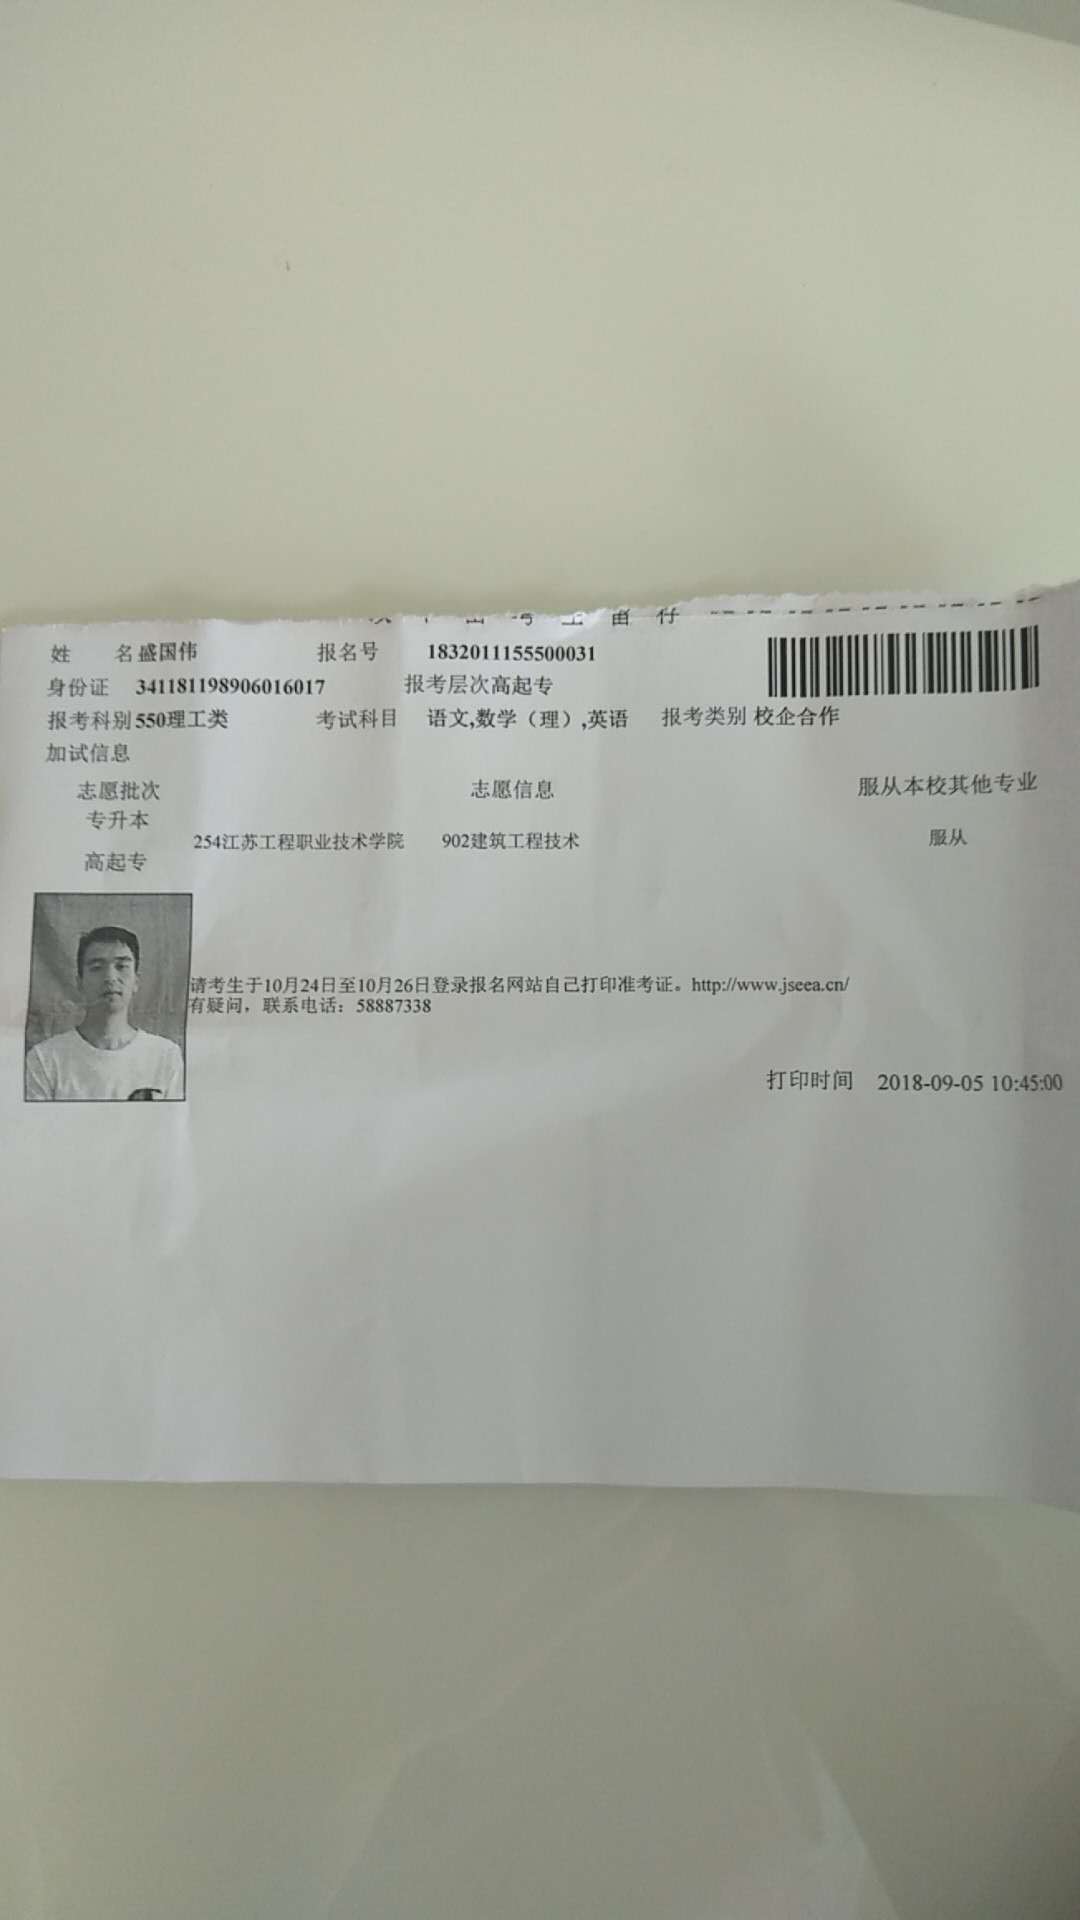 姓 名 盛国伟 报名号 1832011155500031
身份证 341181198906016017 报考层次 高起专
报考科别 550理工类 考试科目 语文,数学（理）,英语 报考类别 校企合作
加试信息
志愿批次 志愿信息 服从本校其他专业
专升本
254江苏工程职业技术学院 902建筑工程技术 服从
高起专
请考生于10月24日至10月26日登录报名网站自己打印准考证。http://www.jseea.cn/
有疑问，联系电话：58887338
打印时间 2018-09-05 10:45:00